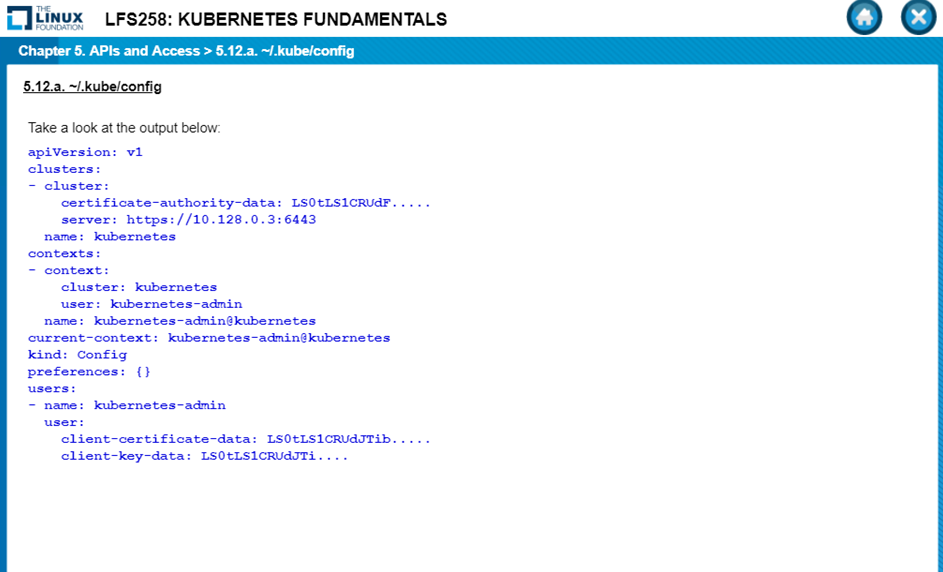 THE
LINUX
FOUNDATION
LFS258: KUBERNETES FUNDAMENTALS
Chapter 5. APIs and Access > 5.12.a. ~/.kube/config
5.12.a. ~/.kube/config
Take a look at the output below:
apiVersion: v1
clusters:
- cluster:
    certificate-authority-data: LS0tLS1CRUdF.....
    server: https://10.128.0.3:6443
  name: kubernetes
contexts:
- context:
    cluster: kubernetes
    user: kubernetes-admin
  name: kubernetes-admin@kubernetes
current-context: kubernetes-admin@kubernetes
kind: Config
preferences: {}
users:
- name: kubernetes-admin
  user:
    client-certificate-data: LS0tLS1CRUdJTib.....
    client-key-data: LS0tLS1CRUdJTi....